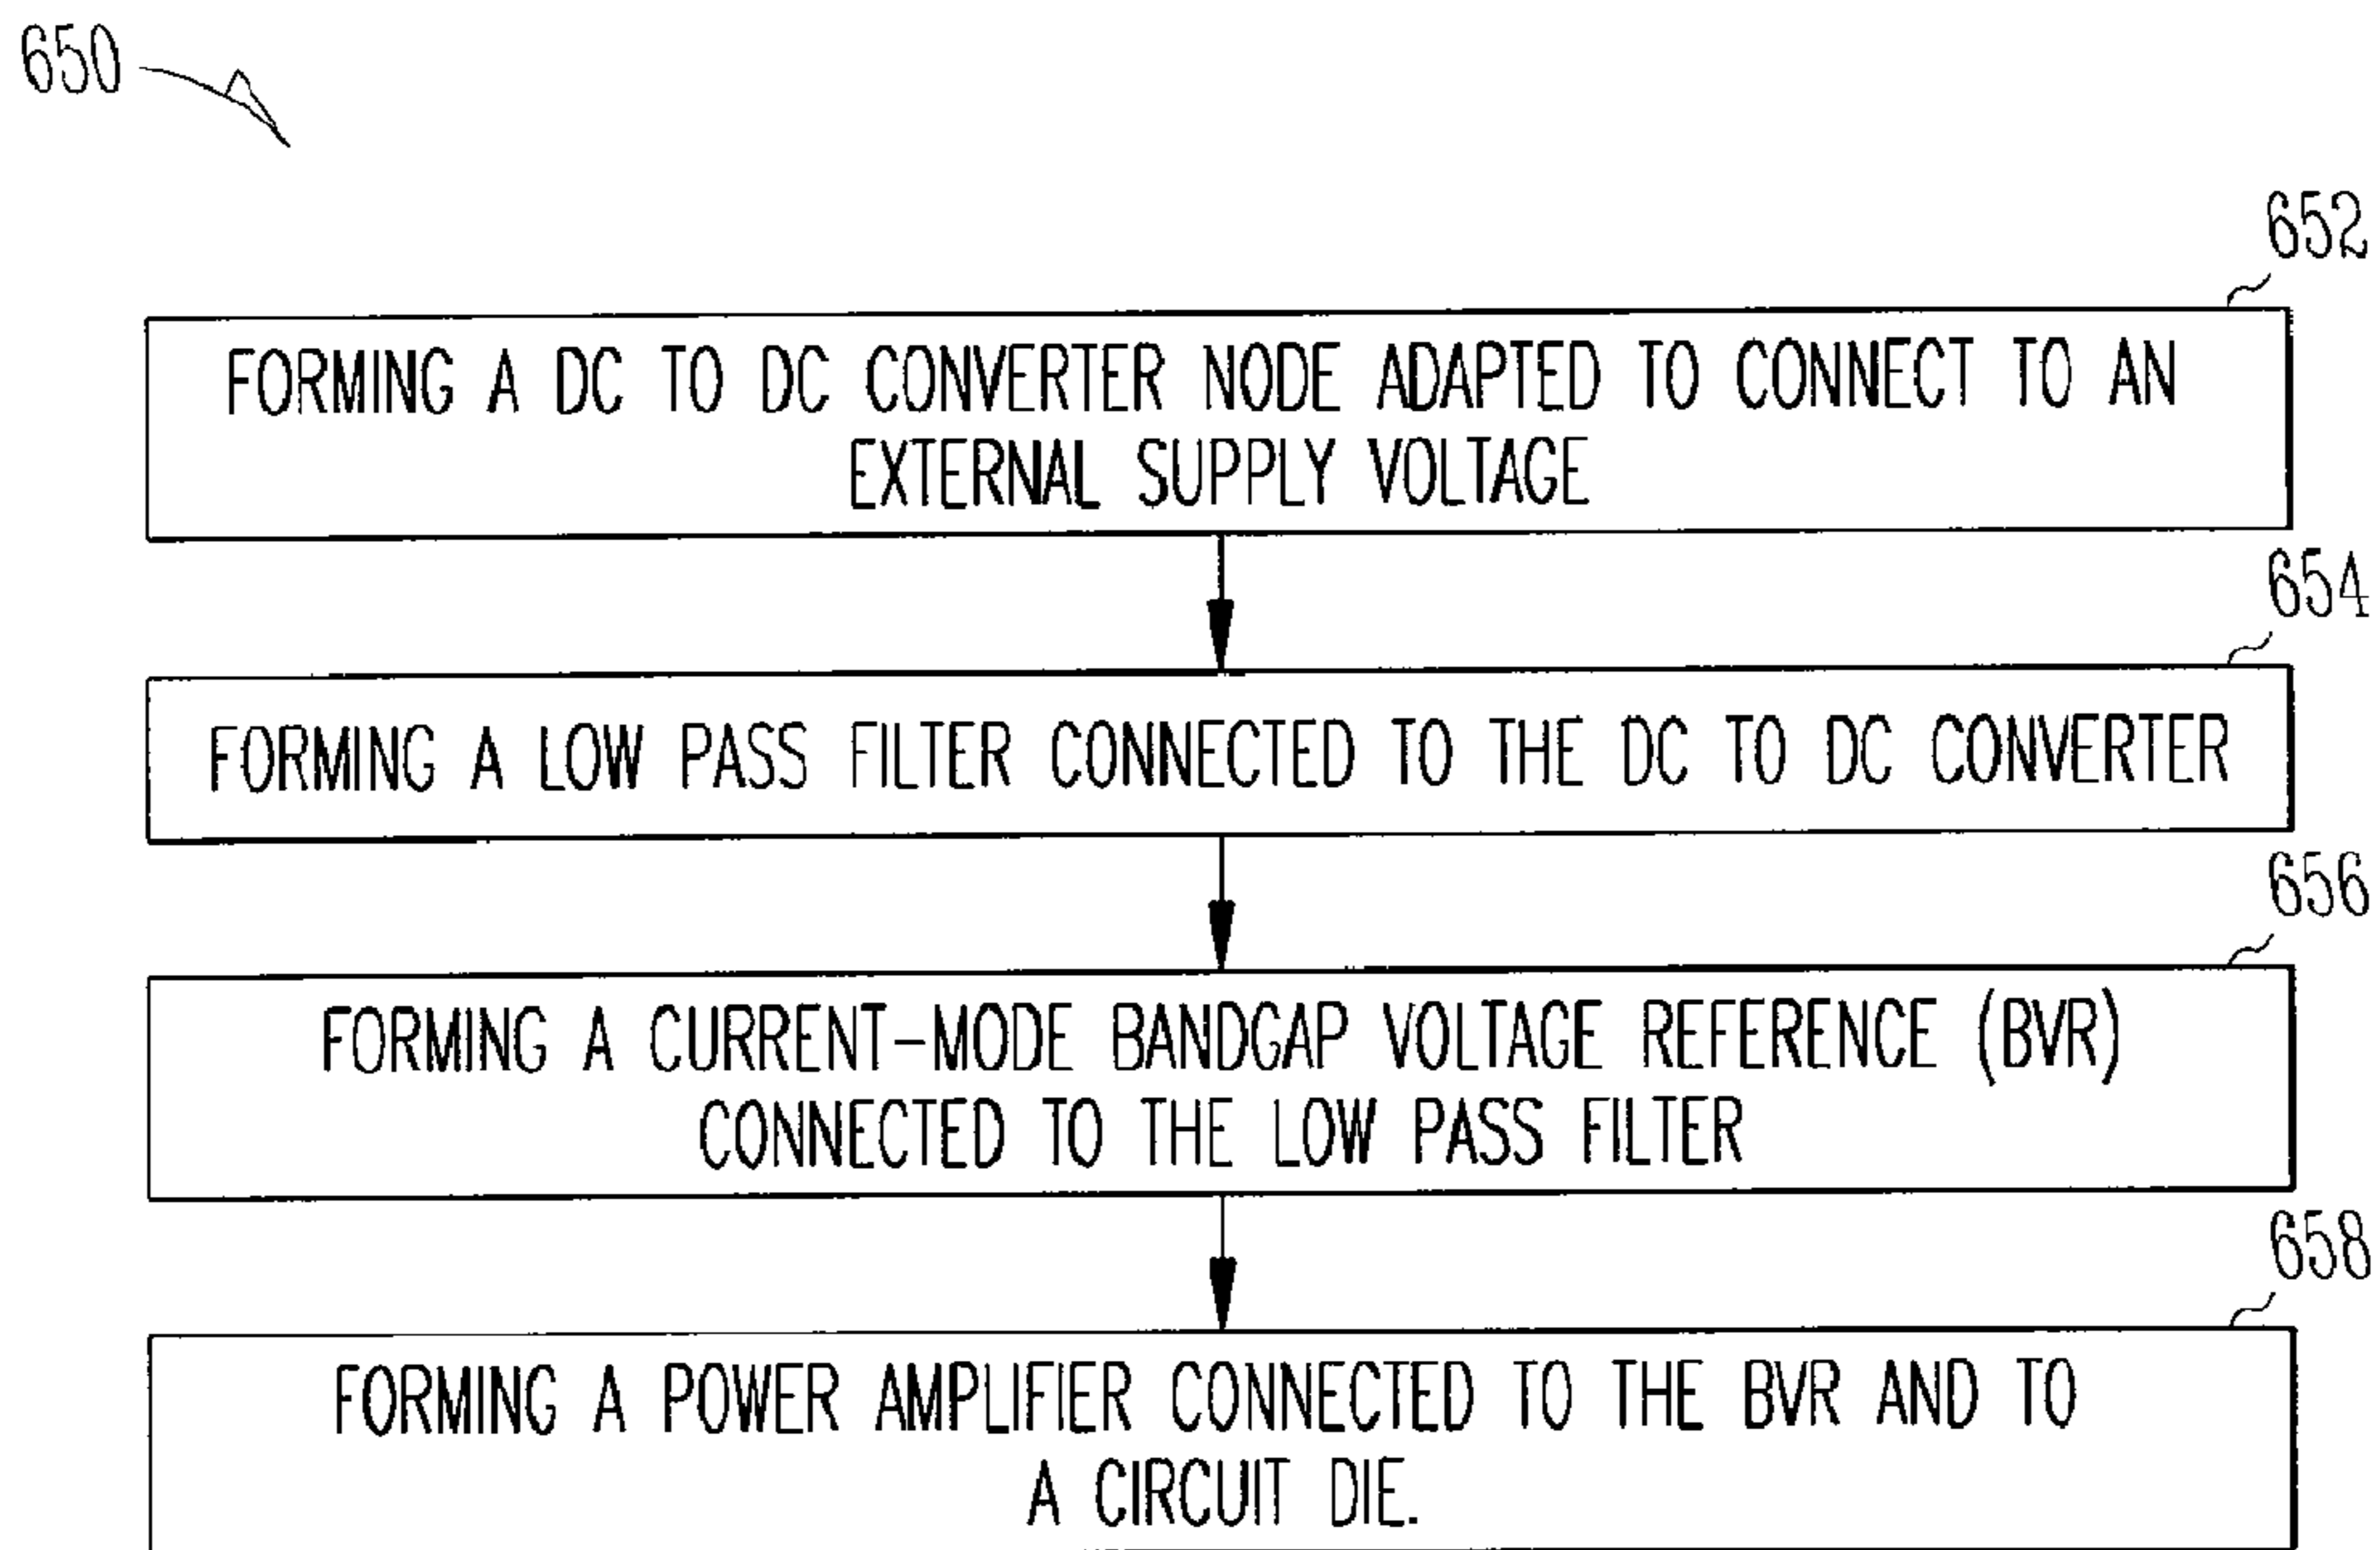 650
652
FORMING A DC TO DC CONVERTER NODE ADAPTED TO CONNECT TO AN
EXTERNAL SUPPLY VOLTAGE
654
FORMING A LOW PASS FILTER CONNECTED TO THE DC TO DC CONVERTER
656
FORMING A CURRENT-MODE BANDGAP VOLTAGE REFERENCE (BVR)
CONNECTED TO THE LOW PASS FILTER
658
FORMING A POWER AMPLIFIER CONNECTED TO THE BVR AND TO
A CIRCUIT DIE.